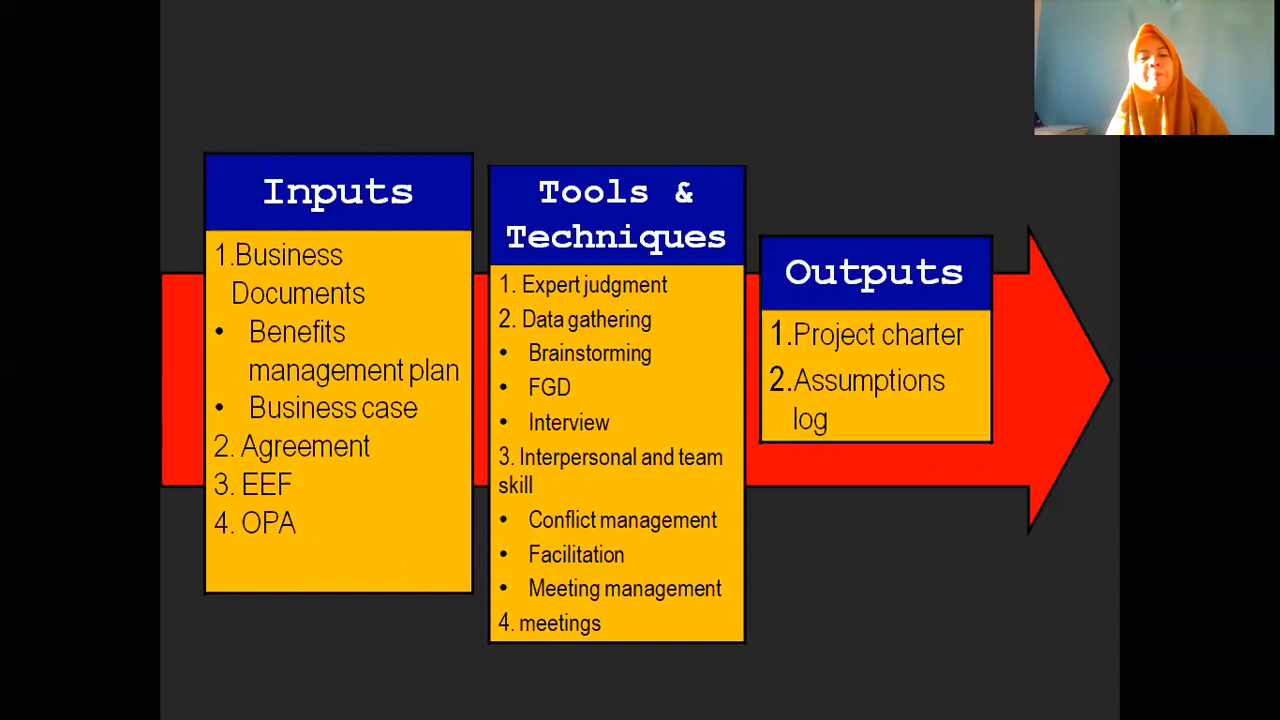 Inputs
1.Business
Documents
• Benefits
management plan
• Business case
2. Agreement
3. EEF
4. OPA
Tools &
Techniques
1. Expert judgment
2. Data gathering
• Brainstorming
• FGD
• Interview
3. Interpersonal and team
skill
• Conflict management
• Facilitation
• Meeting management
4. meetings
Outputs
1.Project charter
2.Assumptions
log